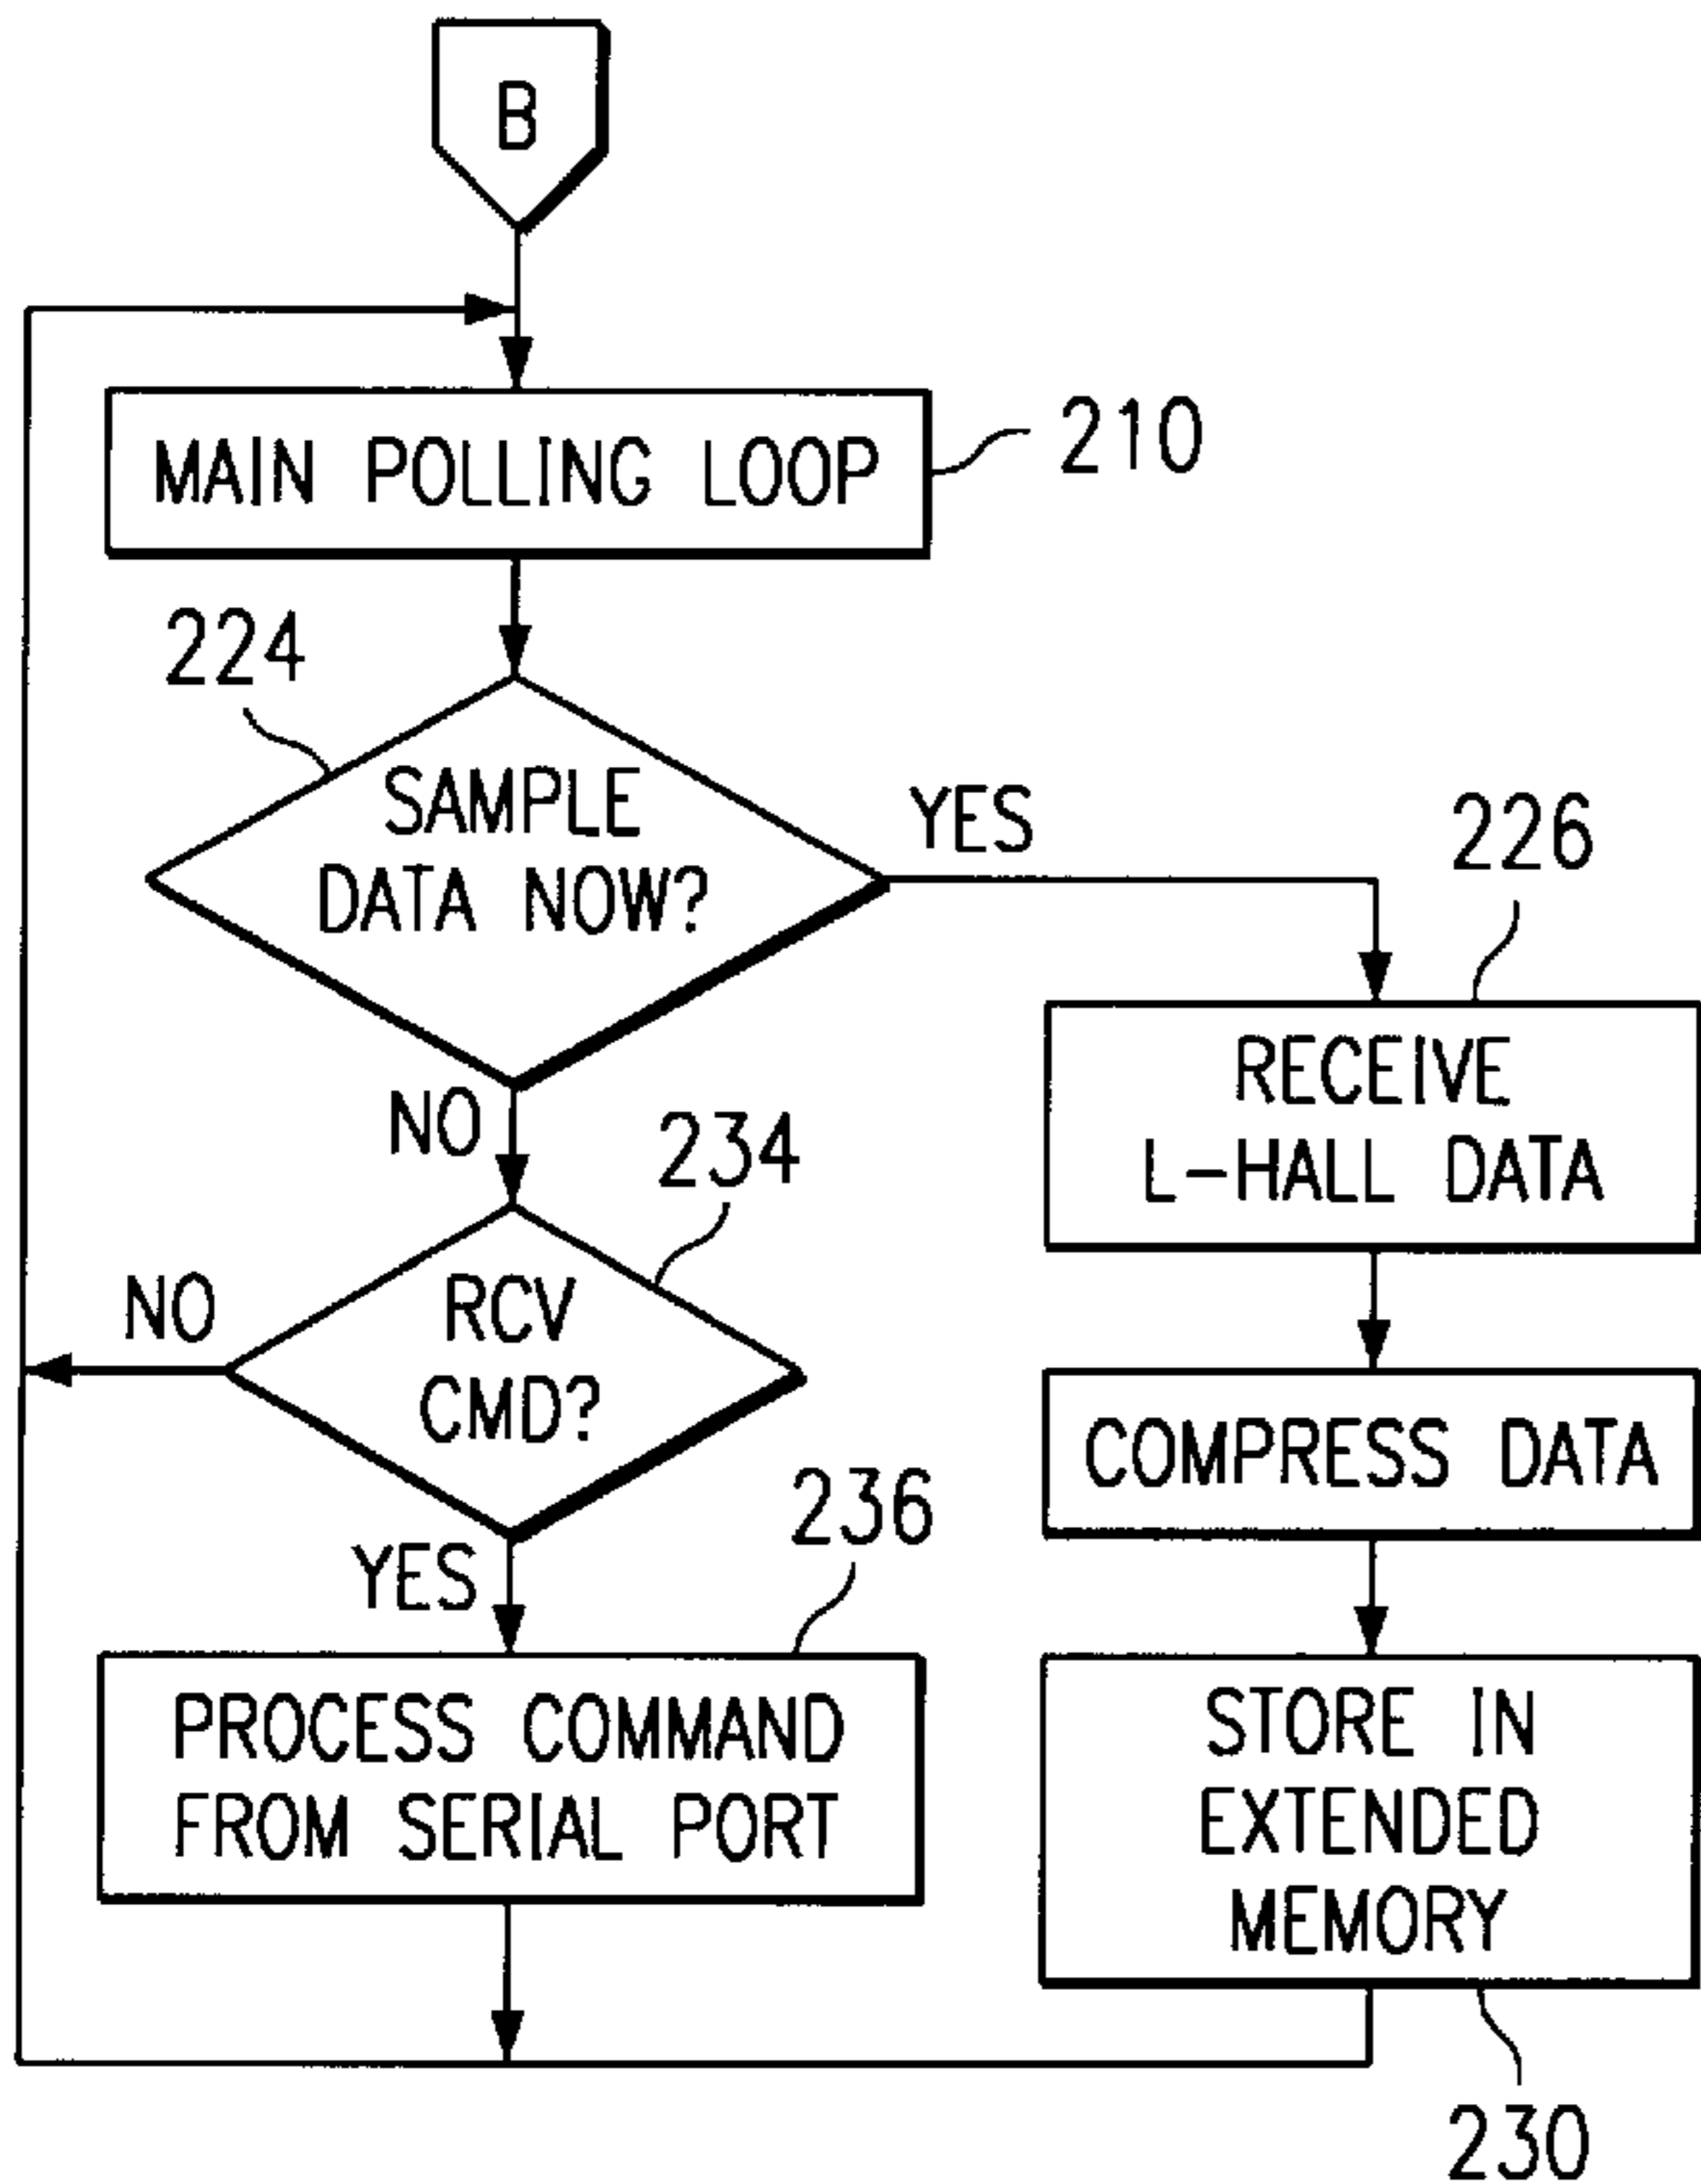 B
MAIN POLLING LOOP
210
224
SAMPLE
DATA NOW?
YES
226
RECEIVE
L-HALL DATA
NO
234
RCV
CMD?
NO
COMPRESS DATA
YES
236
PROCESS COMMAND
FROM SERIAL PORT
STORE IN
EXTENDED
MEMORY
230